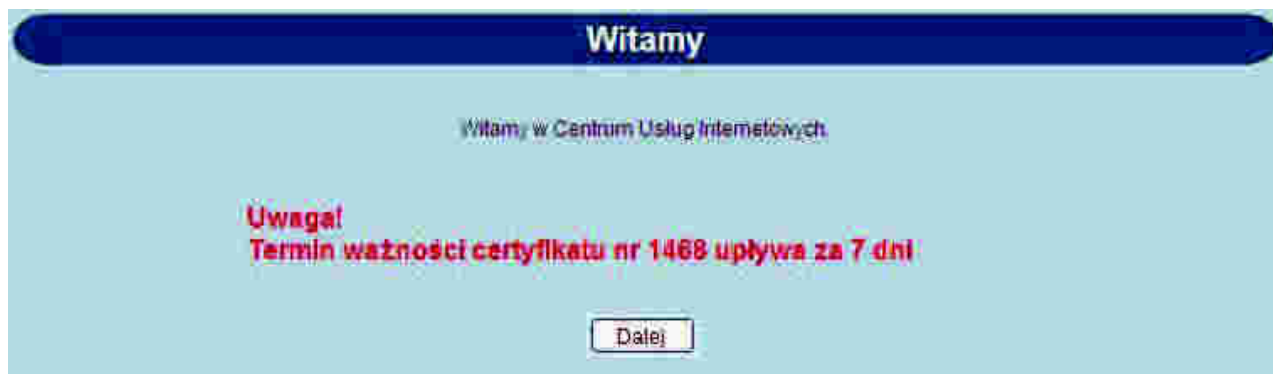 Witamy
Witamy w Centrum Usług Internetowych.
Uwaga!
Termin ważności certyfikatu nr 1468 upływa za 7 dni
Dalej